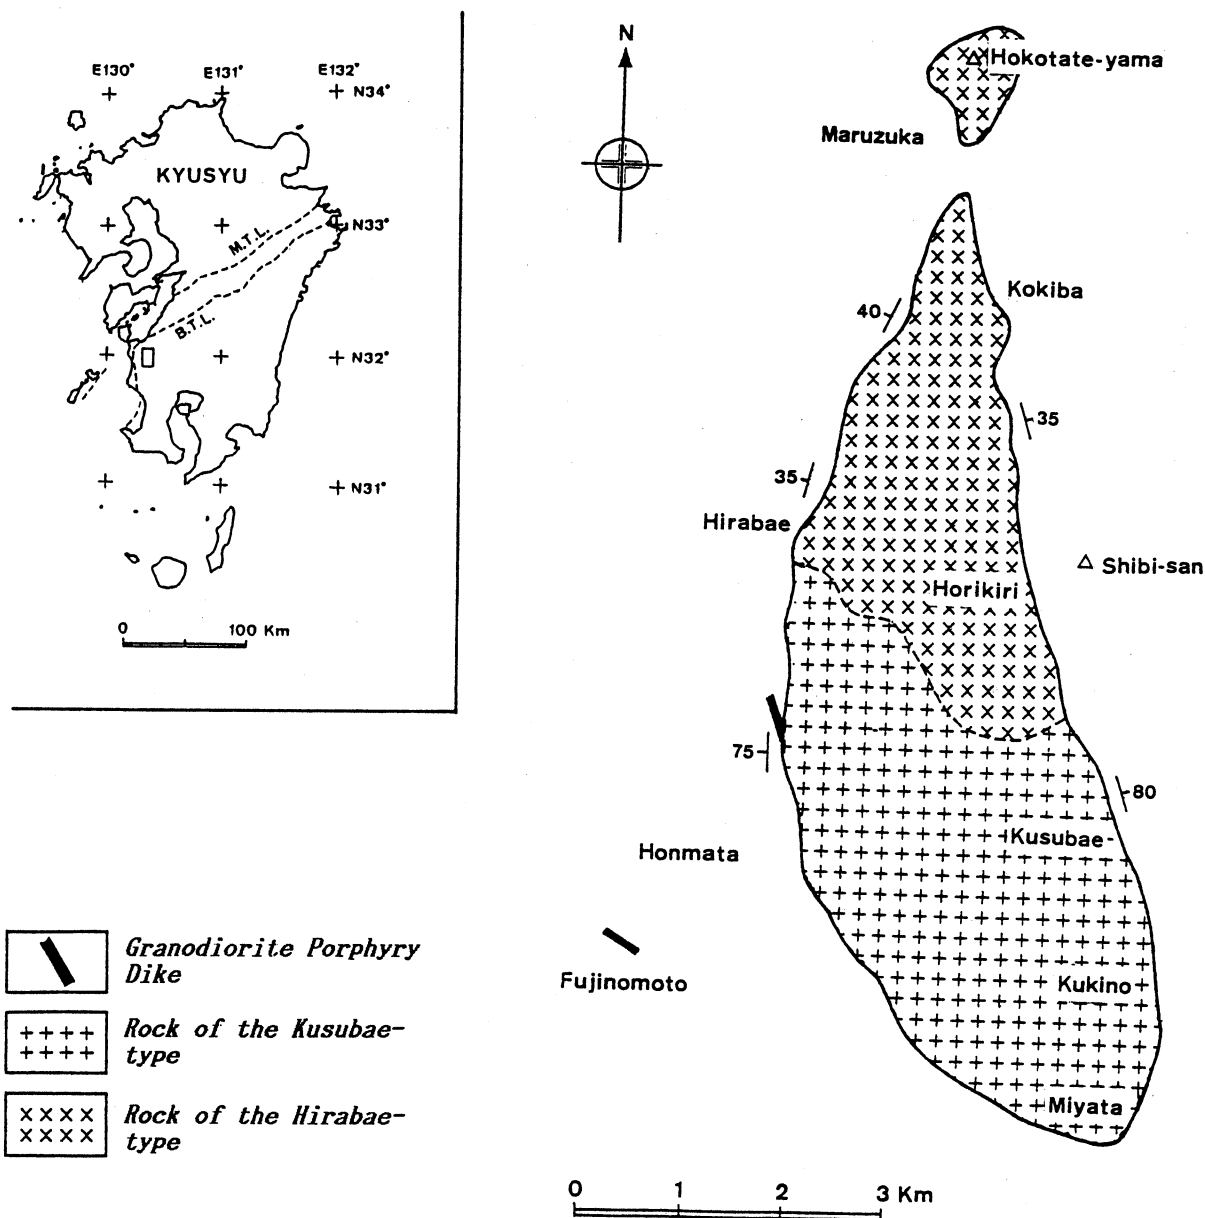 E130° E131° E132°
N34°
KYUSYU
N33°
M.T.L.
B.T.L.
N32°
N31°
0 100 Km
N
Hokotate-yama
Maruzuka
Kokiba
40
35
35
Hirabae
Shibi-san
Horikiri
75
80
Kusubae
Honmata
Fujinomoto
Kukino
Miyata
Granodiorite Porphyry
Dike
Rock of the Kusubae-
type
Rock of the Hirabae-
type
0 1 2 3 Km